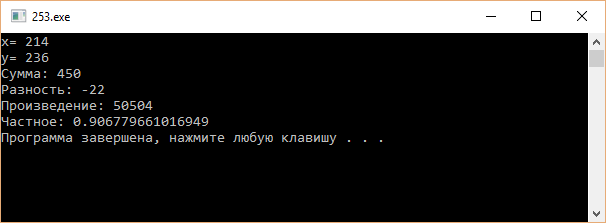 253.exe
x= 214
y= 236
Сумма: 450
Разность: -22
Произведение: 50504
Частное: 0.906779661016949
Программа завершена, нажмите любую клавишу . . .